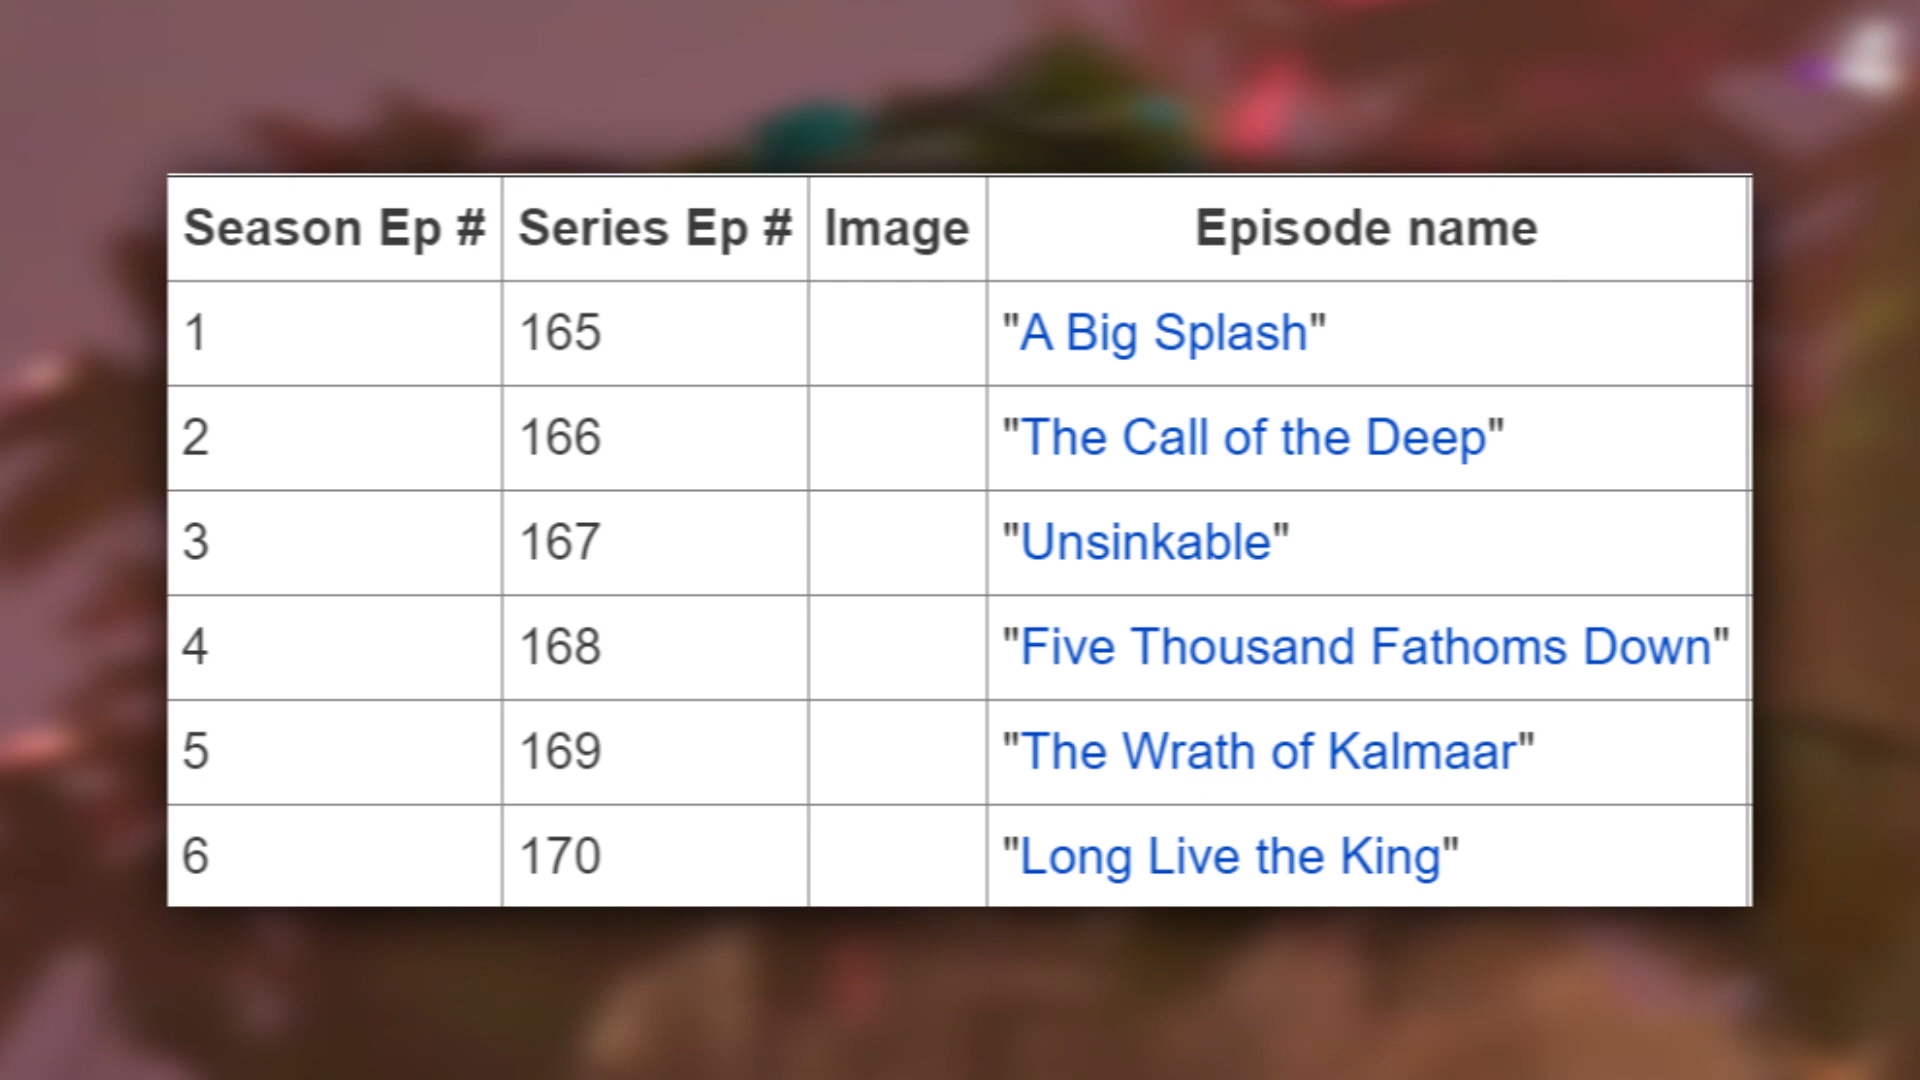 Season Ep # Series Ep # Image Episode name
1 165 "A Big Splash"
2 166 "The Call of the Deep"
3 167 "Unsinkable"
4 168 "Five Thousand Fathoms Down"
5 169 "The Wrath of Kalmaar"
6 170 "Long Live the King"